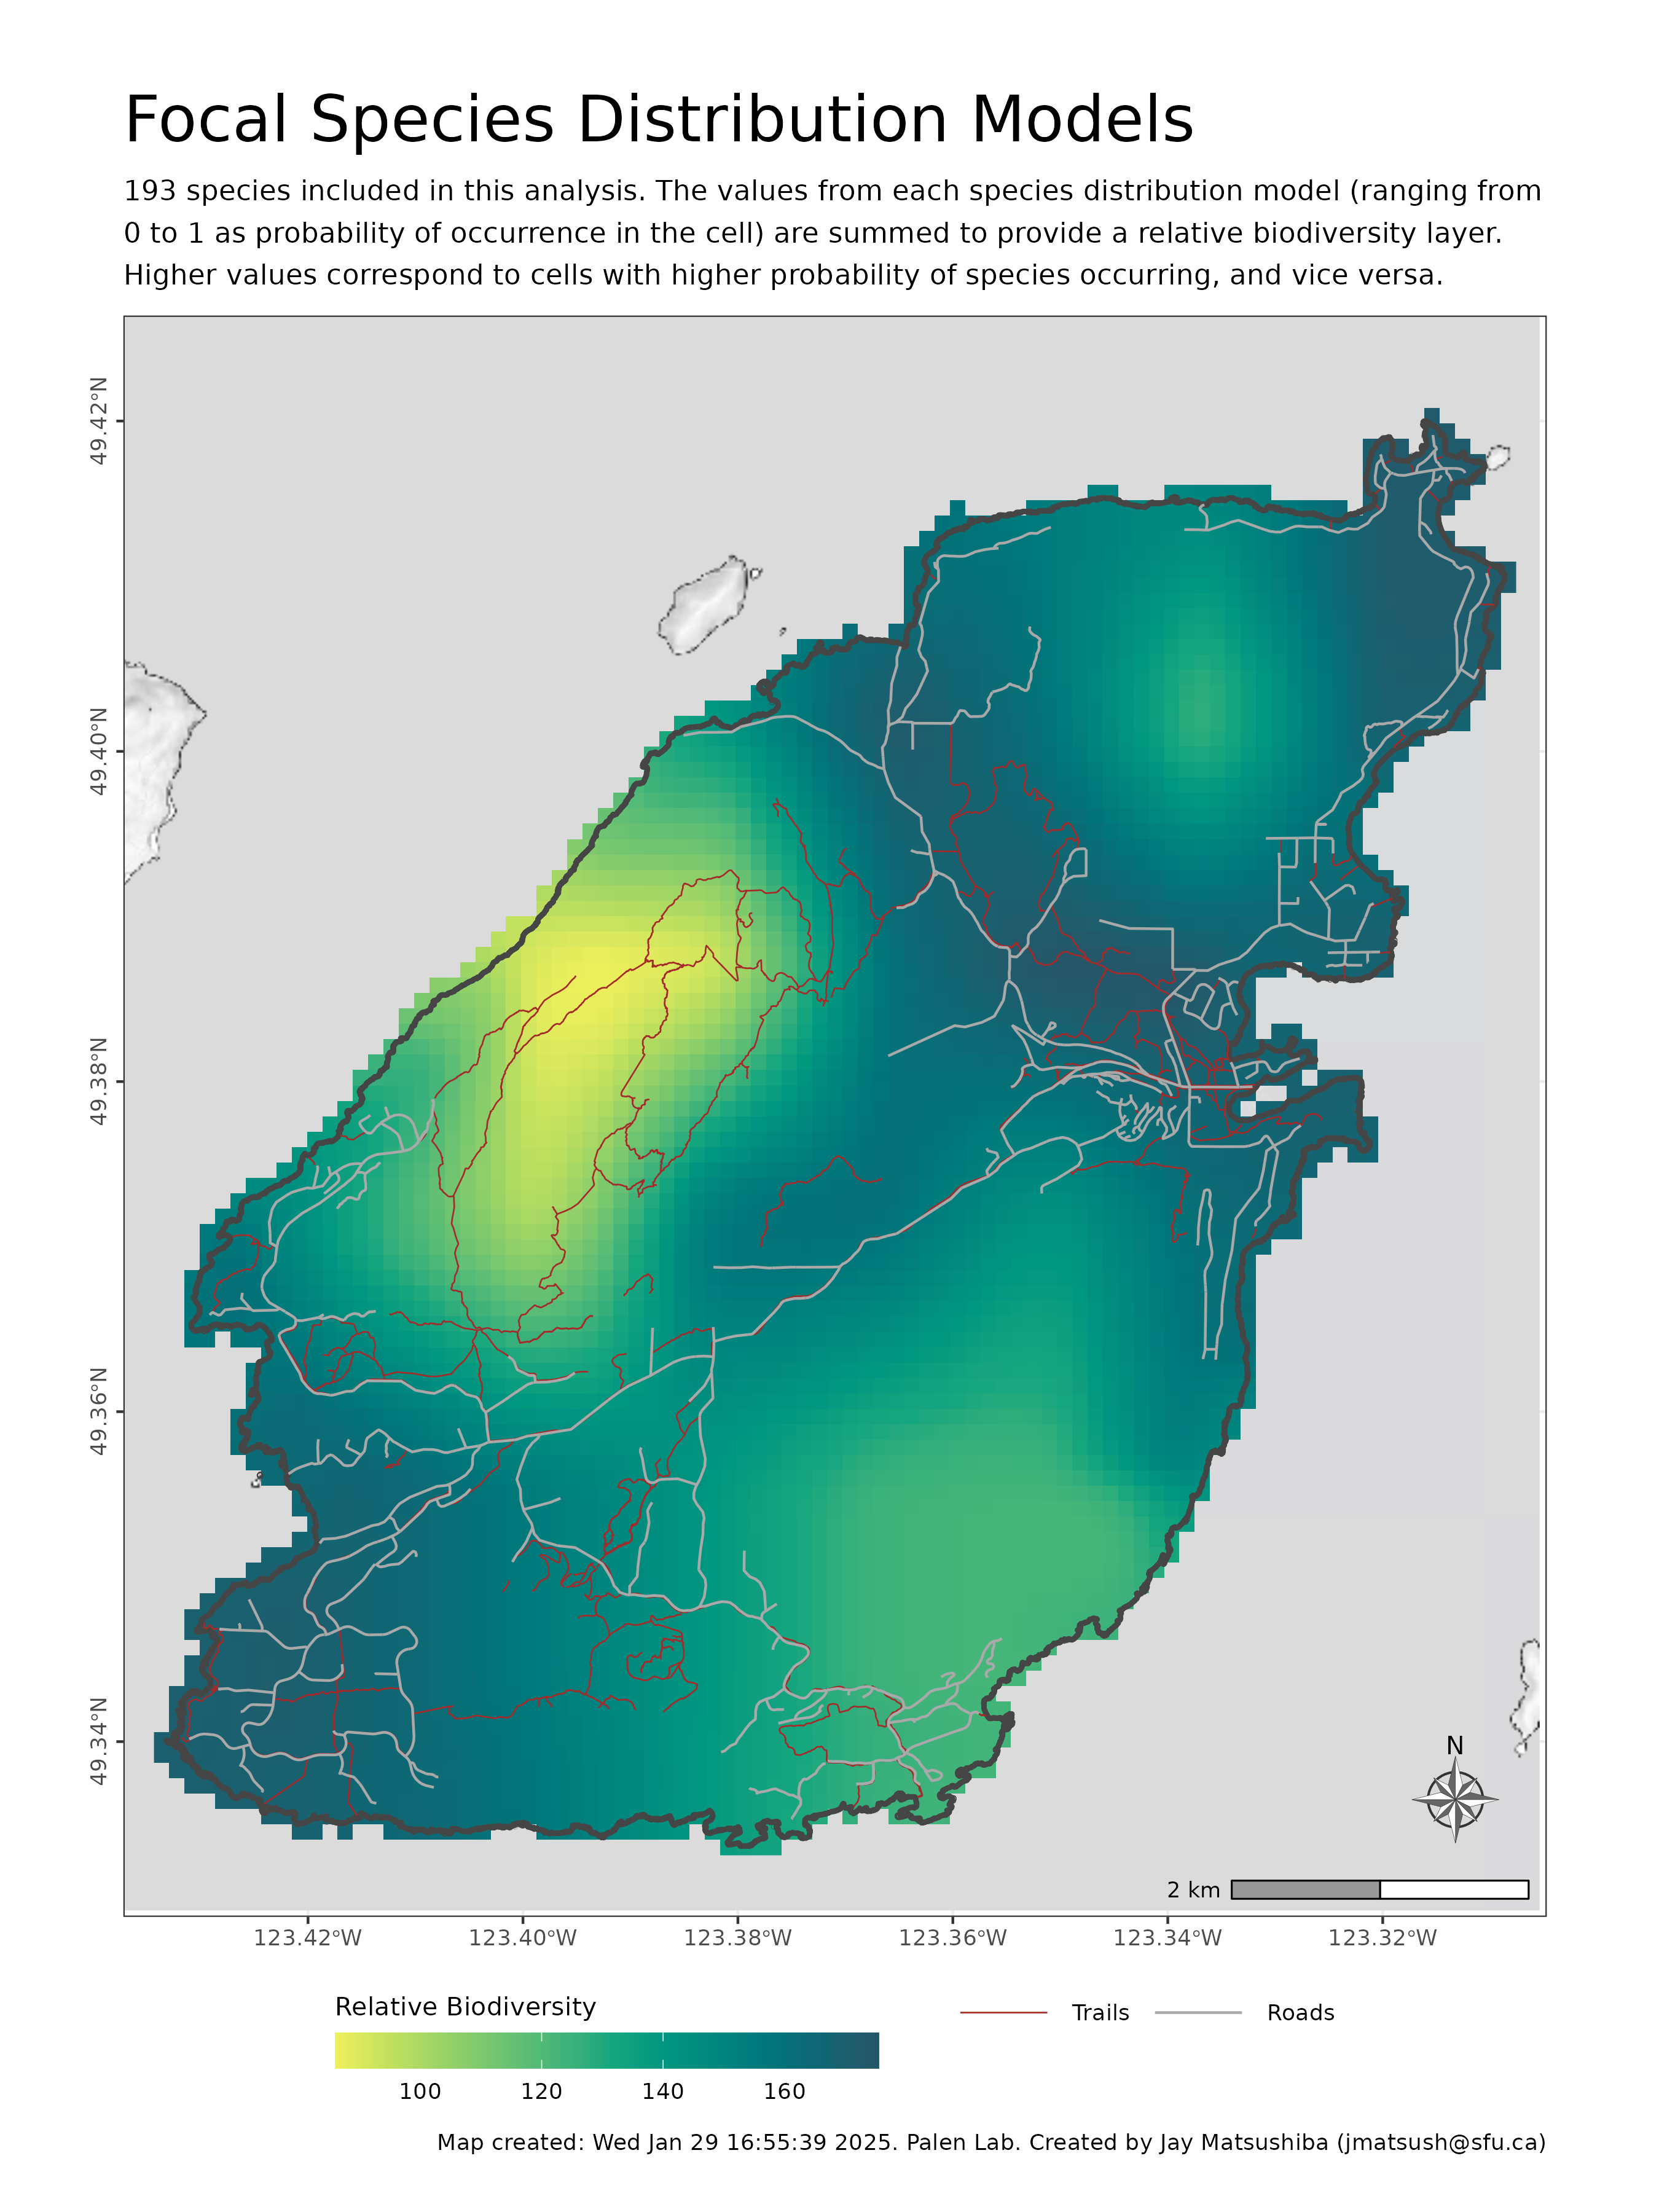 Focal Species Distribution Models
193 species included in this analysis. The values from each species distribution model (ranging from
0 to 1 as probability of occurrence in the cell) are summed to provide a relative biodiversity layer.
Higher values correspond to cells with higher probability of species occurring, and vice versa.
49.42°N
49.40°N
49.38°N
49.36°N
49.34°N
N
2 km
123.42°W
123.40°W
123.38°W
123.36°W
123.34°W
123.32°W
Relative Biodiversity
100
120
140
160
Trails
Roads
Map created: Wed Jan 29 16:55:39 2025. Palen Lab. Created by Jay Matsushiba (jmatsush@sfu.ca)